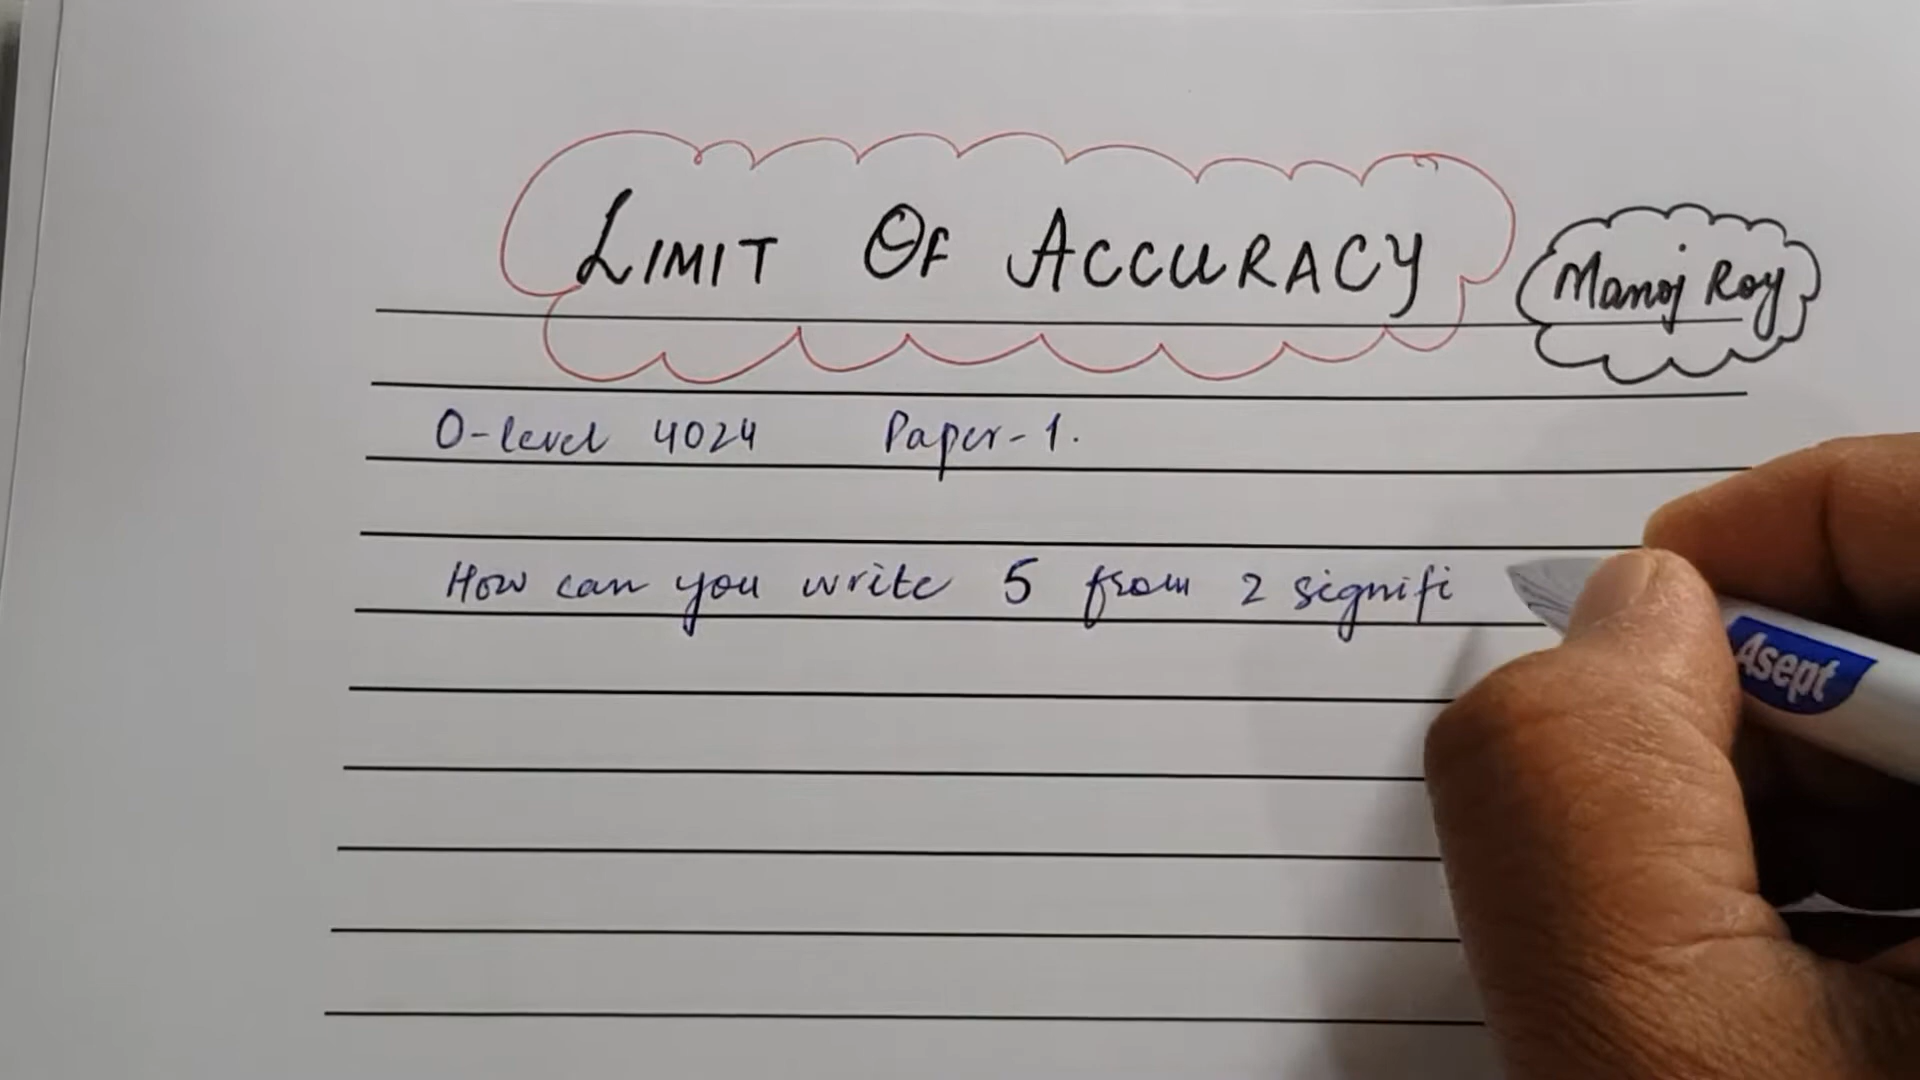 LIMIT OF ACCURACY
Manoj Roy
O-level 4024 Paper-1.
How can you write 5 from 2 signifi
Asept